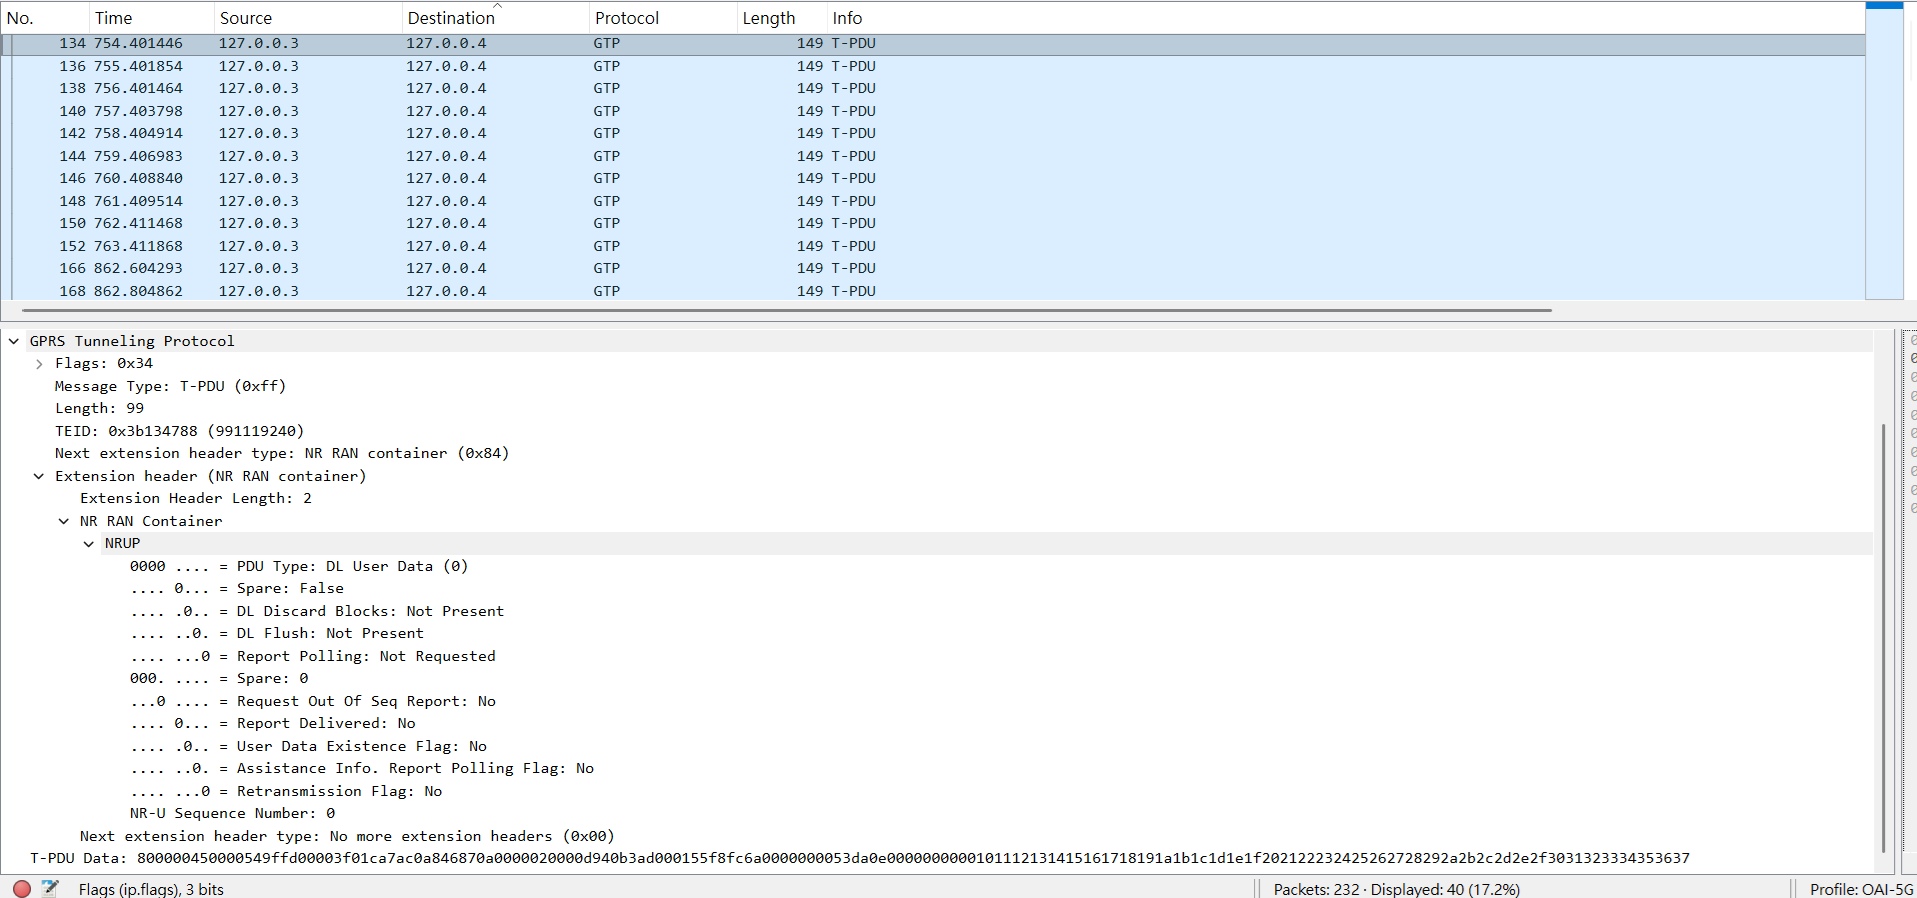 No. Time Source Destination Protocol Length Info
134 754.401446 127.0.0.3 127.0.0.4 GTP 149 T-PDU
136 755.401854 127.0.0.3 127.0.0.4 GTP 149 T-PDU
138 756.401464 127.0.0.3 127.0.0.4 GTP 149 T-PDU
140 757.403798 127.0.0.3 127.0.0.4 GTP 149 T-PDU
142 758.404914 127.0.0.3 127.0.0.4 GTP 149 T-PDU
144 759.406983 127.0.0.3 127.0.0.4 GTP 149 T-PDU
146 760.408840 127.0.0.3 127.0.0.4 GTP 149 T-PDU
148 761.409514 127.0.0.3 127.0.0.4 GTP 149 T-PDU
150 762.411468 127.0.0.3 127.0.0.4 GTP 149 T-PDU
152 763.411868 127.0.0.3 127.0.0.4 GTP 149 T-PDU
166 862.604293 127.0.0.3 127.0.0.4 GTP 149 T-PDU
168 862.804862 127.0.0.3 127.0.0.4 GTP 149 T-PDU
GPRS Tunneling Protocol
Flags: 0x34
Message Type: T-PDU (0xff)
Length: 99
TEID: 0x3b134788 (991119240)
Next extension header type: NR RAN container (0x84)
Extension header (NR RAN container)
Extension Header Length: 2
NR RAN Container
NRUP
0000 .... = PDU Type: DL User Data (0)
.... 0... = Spare: False
.... .0.. = DL Discard Blocks: Not Present
.... ..0. = DL Flush: Not Present
.... ...0 = Report Polling: Not Requested
000. .... = Spare: 0
...0 .... = Request Out Of Seq Report: No
.... 0... = Report Delivered: No
.... .0.. = User Data Existence Flag: No
.... ..0. = Assistance Info. Report Polling Flag: No
.... ...0 = Retransmission Flag: No
NR-U Sequence Number: 0
Next extension header type: No more extension headers (0x00)
T-PDU Data: 800000450000549ffd00003f01ca7ac0a846870a0000020000d940b3ad000155f8fc6a0000000053da0e0000000000101112131415161718191a1b1c1d1e1f202122232425262728292a2b2c2d2e2f3031323334353637
Flags (ip.flags), 3 bits
Packets: 232 · Displayed: 40 (17.2%)
Profile: OAI-5G